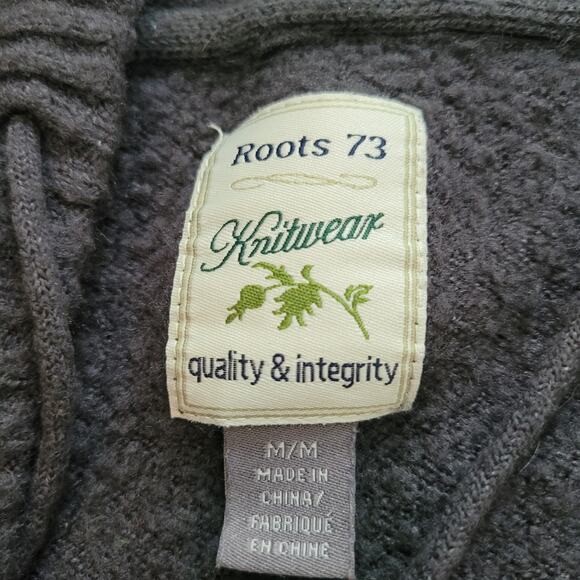 Roots 73
Knitwear
quality & integrity
M/M
MADE IN
CHINA/
FABRIQUÉ
EN CHINE